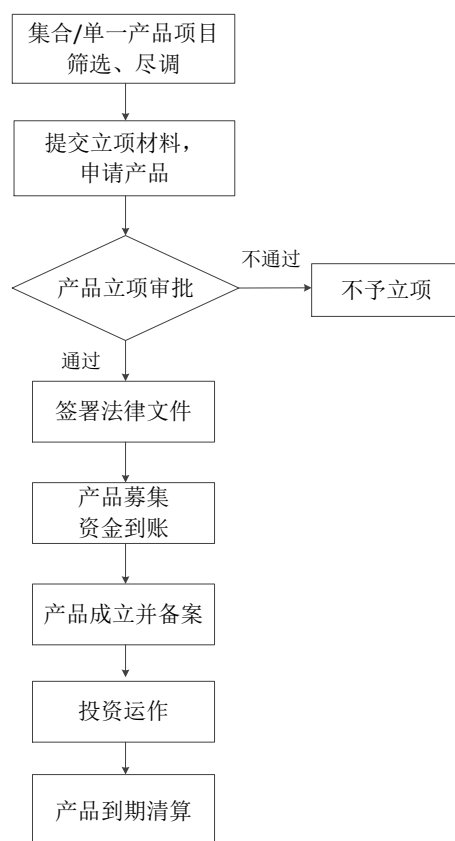 集合/单一产品项目
筛选、尽调
提交立项材料，
申请产品
不通过
产品立项审批
不予立项
通过
签署法律文件
产品募集
资金到账
产品成立并备案
投资运作
产品到期清算